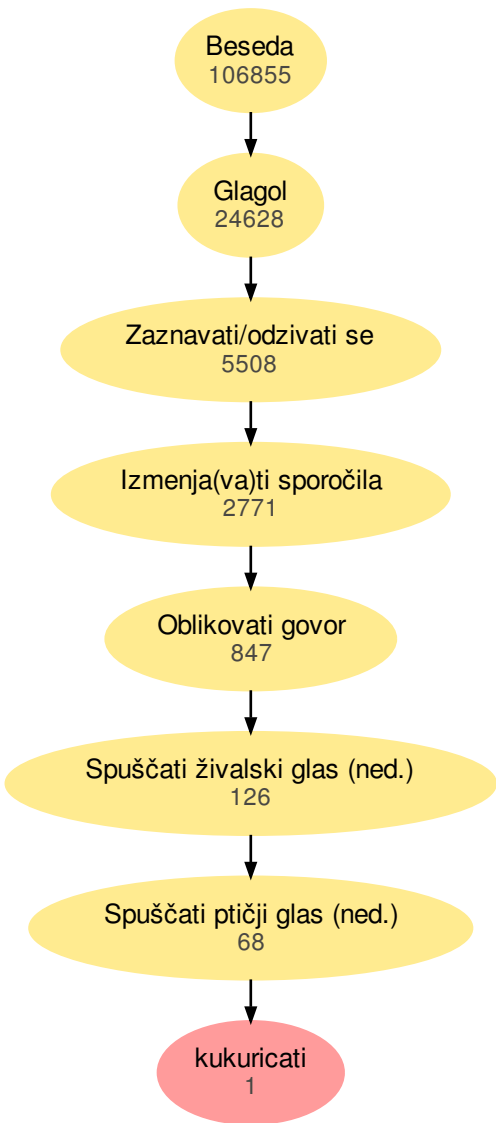 Beseda
106855
Glagol
24628
Zaznavati/odzivati se
5508
Izmenja(va)ti sporočila
2771
Oblikovati govor
847
Spuščati živalski glas (ned.)
126
Spuščati ptičji glas (ned.)
68
kukuricati
1